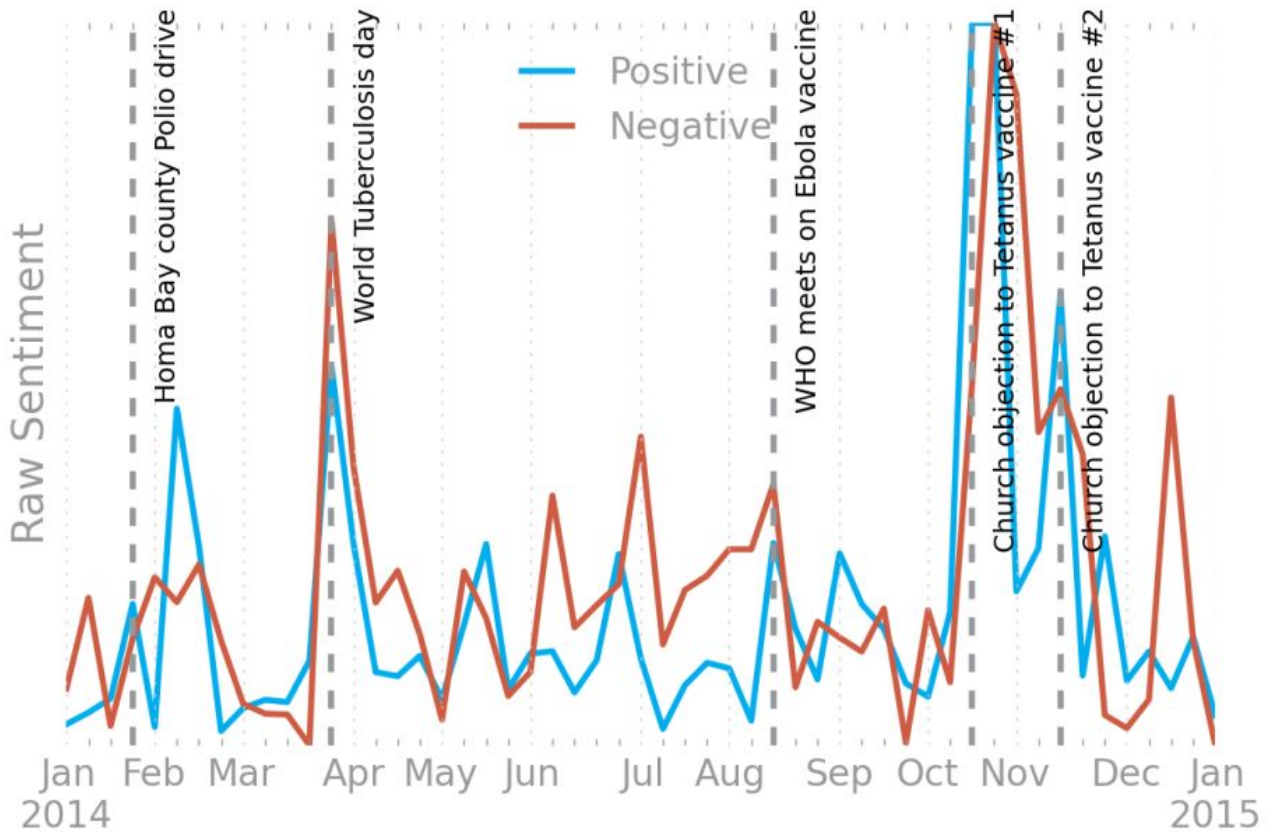 Raw Sentiment
Positive
Negative
Homa Bay county Polio drive
World Tuberculosis day
WHO meets on Ebola vaccine
Church objection to Tetanus vaccine #1
Church objection to Tetanus vaccine #2
Jan Feb Mar Apr May Jun Jul Aug Sep Oct Nov Dec Jan
2014 2015